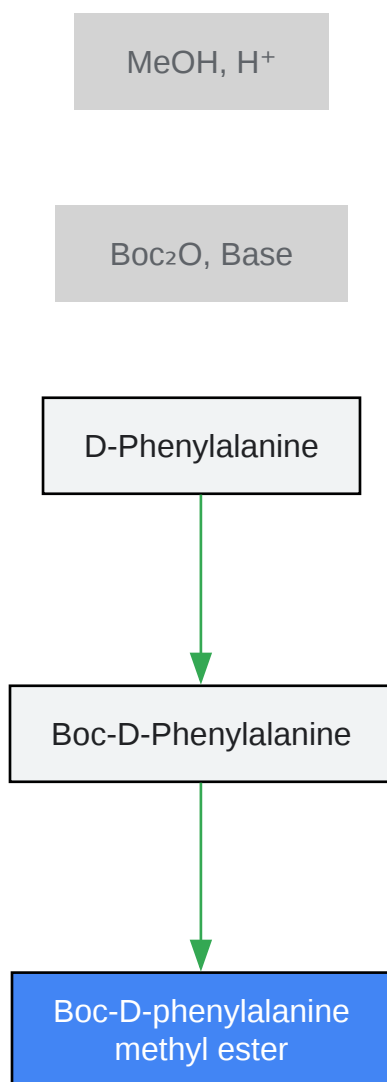 MeOH, H⁺
Boc₂O, Base
D-Phenylalanine
Boc-D-Phenylalanine
Boc-D-phenylalanine
methyl ester